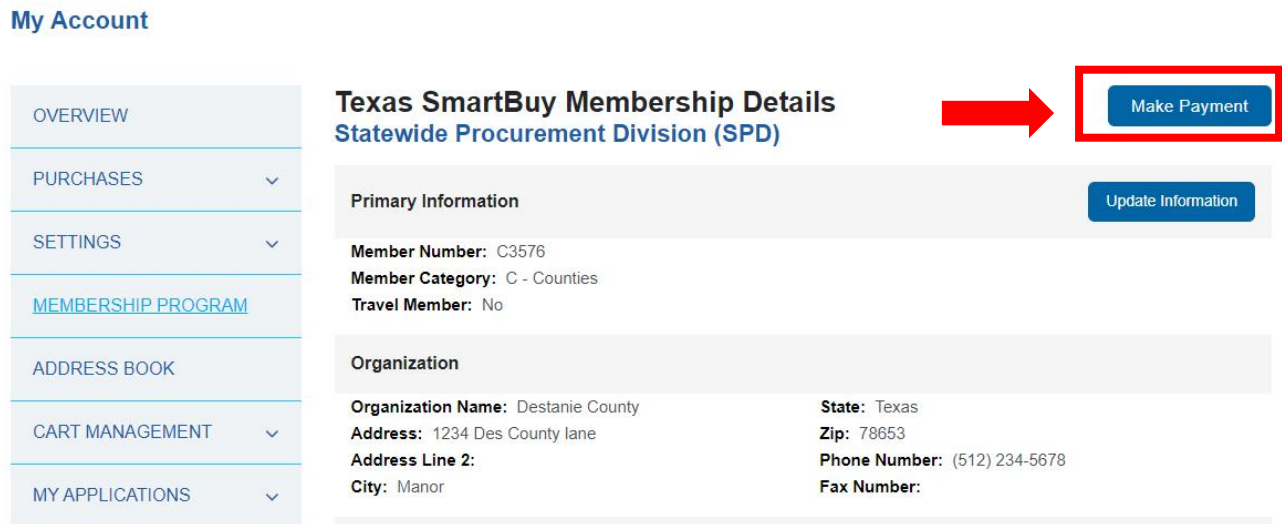 My Account
OVERVIEW
PURCHASES
SETTINGS
MEMBERSHIP PROGRAM
ADDRESS BOOK
CART MANAGEMENT
MY APPLICATIONS
Texas SmartBuy Membership Details
Statewide Procurement Division (SPD)
Make Payment
Primary Information
Update Information
Member Number: C3576
Member Category: C - Counties
Travel Member: No
Organization
Organization Name: Destanie County
Address: 1234 Des County lane
Address Line 2:
City: Manor
State: Texas
Zip: 78653
Phone Number: (512) 234-5678
Fax Number: